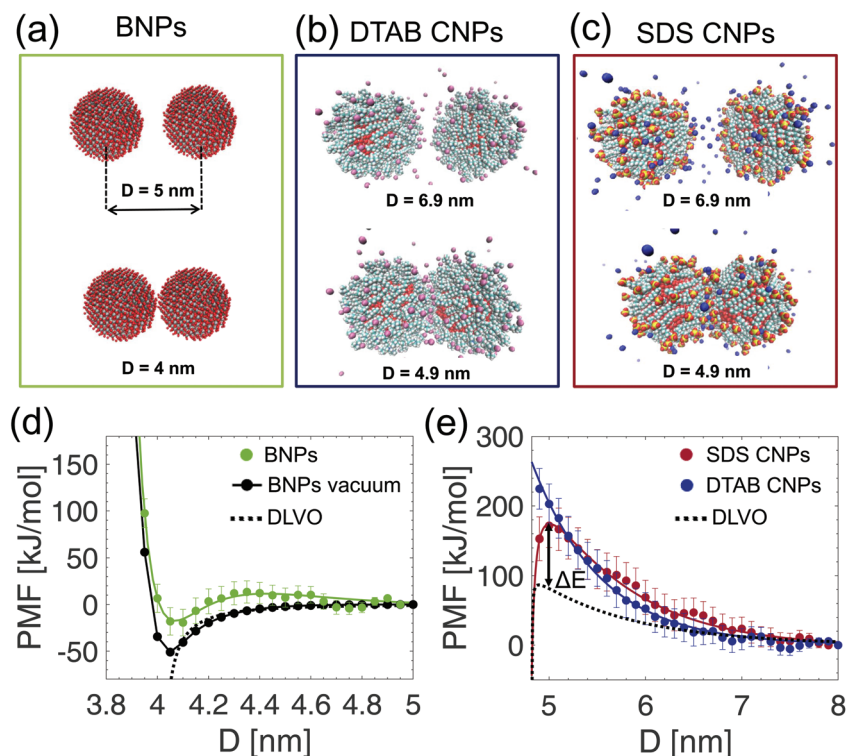 (a) BNPs
(b) DTAB CNPs
(c) SDS CNPs
D = 5 nm
D = 4 nm
D = 6.9 nm
D = 4.9 nm
D = 6.9 nm
D = 4.9 nm
(d)
PMF [kJ/mol]
150
100
50
0
-50
BNPs
BNPs vacuum
DLVO
3.8 4 4.2 4.4 4.6 4.8 5
D [nm]
(e)
PMF [kJ/mol]
300
200
100
0
SDS CNPs
DTAB CNPs
DLVO
ΔE
5 6 7 8
D [nm]